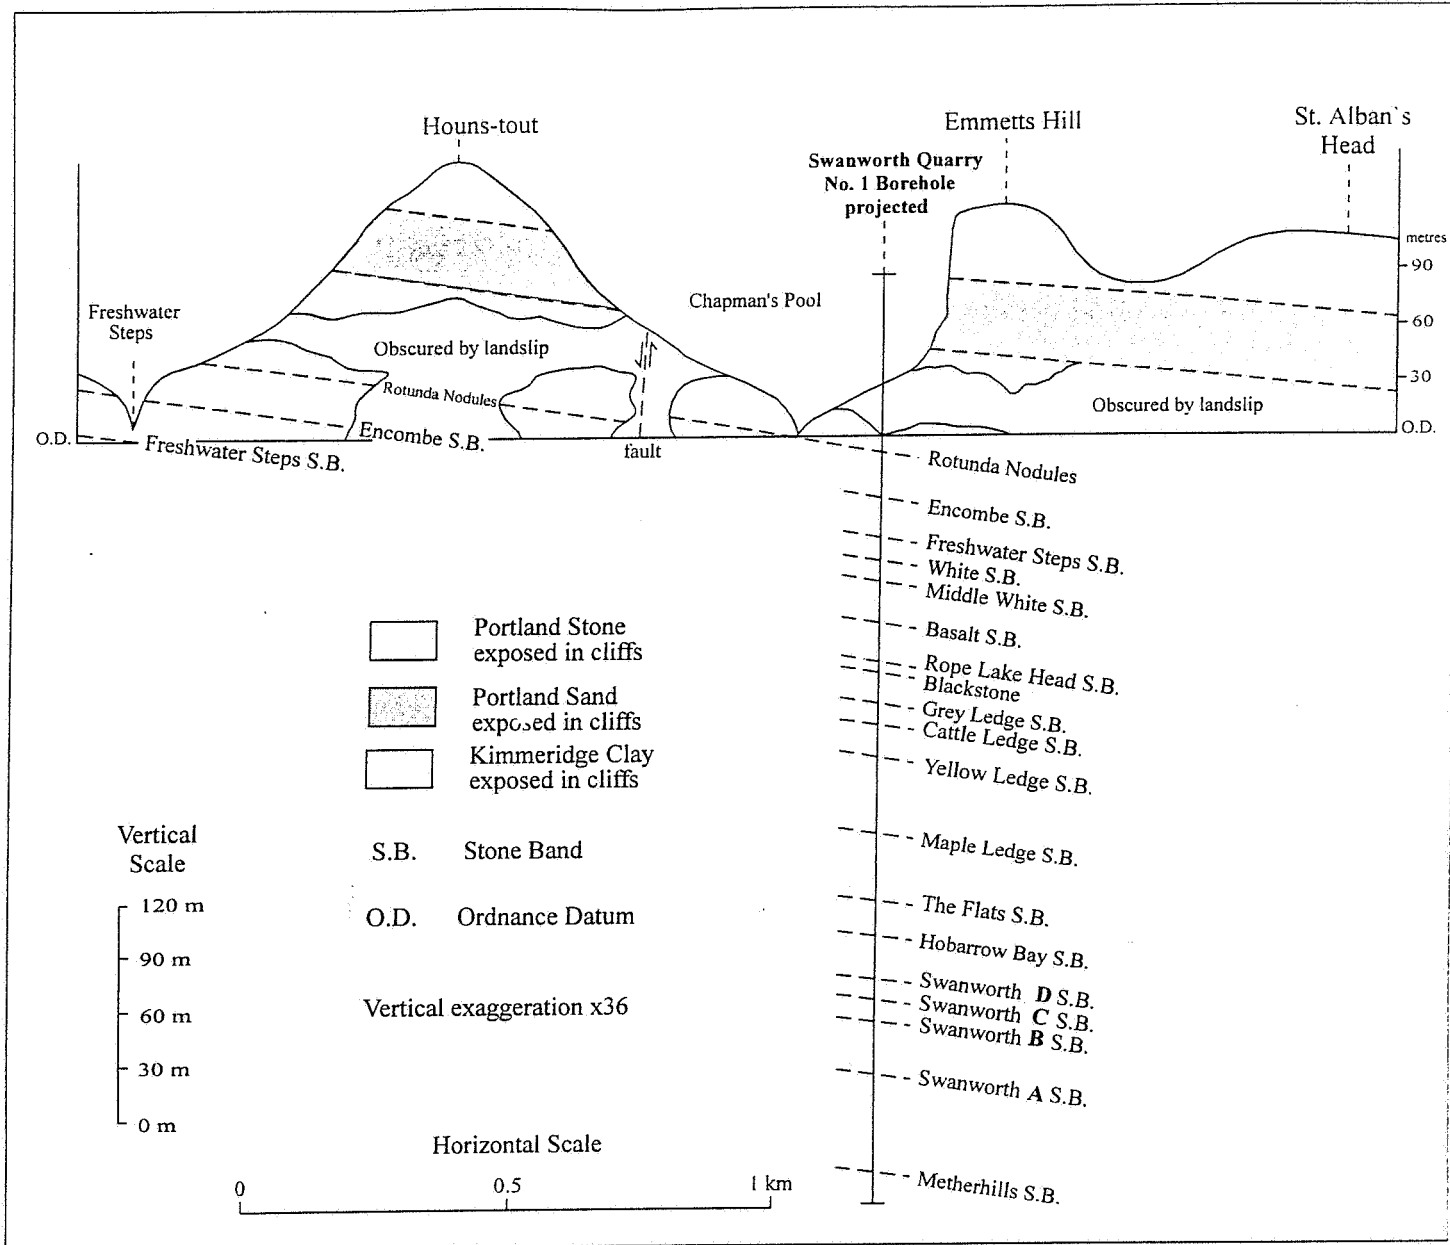 Houns-tout
Emmetts Hill
St. Alban`s
Head
Swanworth Quarry
No. 1 Borehole
projected
metres
90
60
30
O.D.
Freshwater
Steps
Chapman's Pool
Obscured by landslip
Rotunda Nodules
Obscured by landslip
O.D.
Encombe S.B.
Freshwater Steps S.B.
fault
Rotunda Nodules
Encombe S.B.
Freshwater Steps S.B.
White S.B.
Middle White S.B.
Basalt S.B.
Rope Lake Head S.B.
Blackstone
Grey Ledge S.B.
Cattle Ledge S.B.
Yellow Ledge S.B.
Maple Ledge S.B.
The Flats S.B.
Hobarrow Bay S.B.
Swanworth D S.B.
Swanworth C S.B.
Swanworth B S.B.
Swanworth A S.B.
Metherhills S.B.
Portland Stone
exposed in cliffs
Portland Sand
exposed in cliffs
Kimmeridge Clay
exposed in cliffs
S.B. Stone Band
O.D. Ordnance Datum
Vertical exaggeration x36
Vertical
Scale
120 m
90 m
60 m
30 m
0 m
Horizontal Scale
0 0.5 1 km